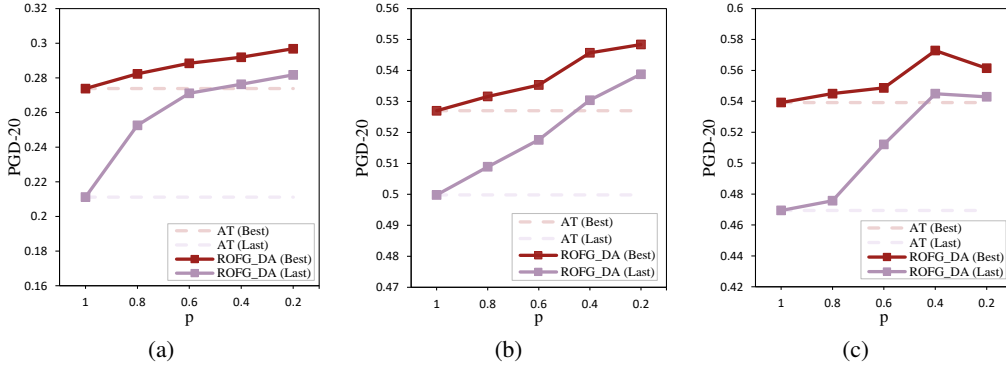 0.32
0.3
0.28
0.26
0.24
0.22
0.2
0.18
0.16
PGD-20
1 0.8 0.6 0.4 0.2
p
AT (Best)
AT (Last)
ROFG_DA (Best)
ROFG_DA (Last)
(a)
0.56
0.55
0.54
0.53
0.52
0.51
0.5
0.49
0.48
0.47
PGD-20
1 0.8 0.6 0.4 0.2
p
AT (Best)
AT (Last)
ROFG_DA (Best)
ROFG_DA (Last)
(b)
0.6
0.58
0.56
0.54
0.52
0.5
0.48
0.46
0.44
0.42
PGD-20
1 0.8 0.6 0.4 0.2
p
AT (Best)
AT (Last)
ROFG_DA (Best)
ROFG_DA (Last)
(c)